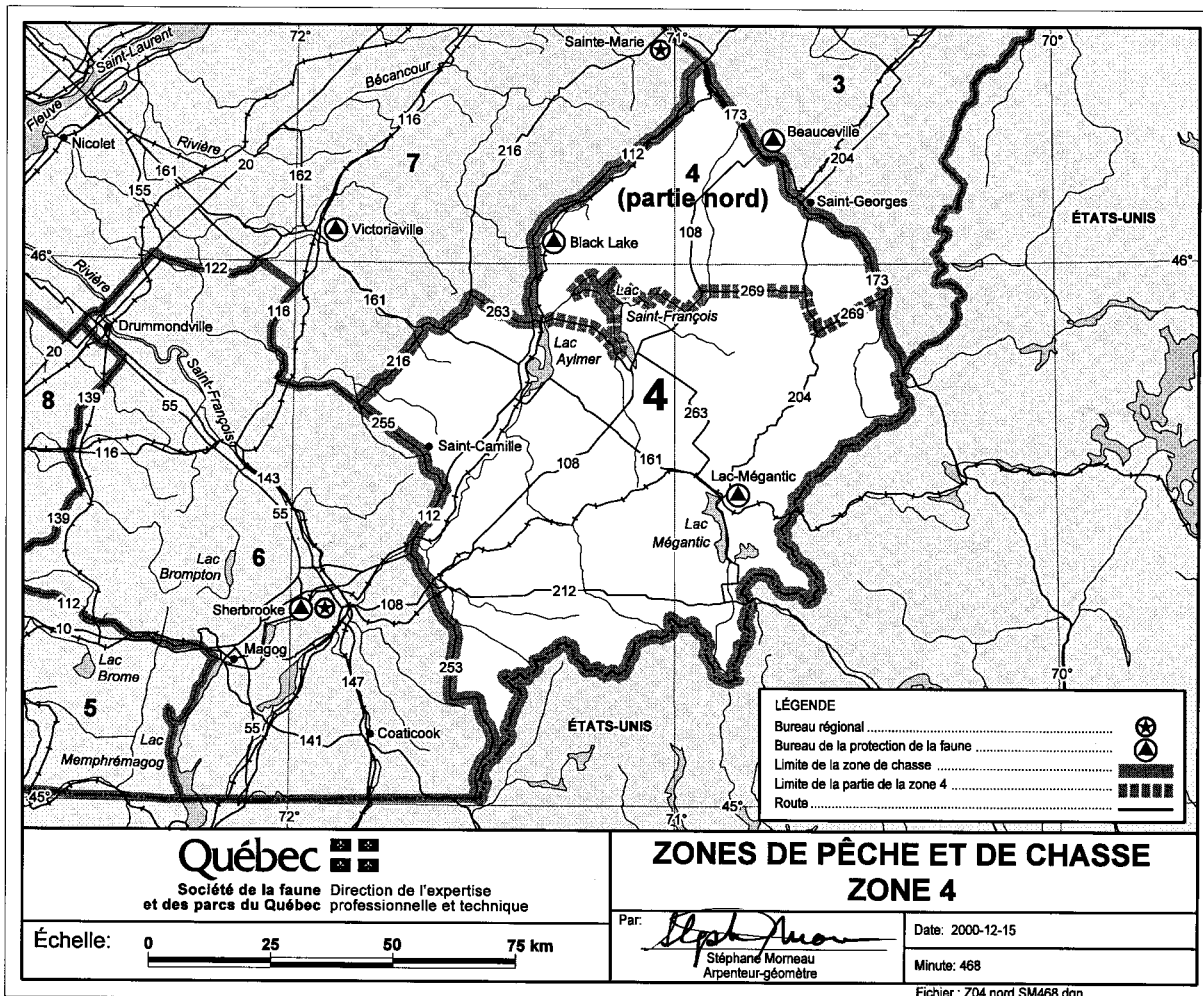 72°
Sainte-Marie
71°
70°
Fleuve Saint-Laurent
Bécancour
3
116
173
Beauceville
Nicolet
Rivière
20
7
216
112
204
161
155
162
4
(partie nord)
Saint-Georges
ÉTATS-UNIS
Victoriaville
Black Lake
108
46°
46°
122
Rivière
Lac
Saint-François
269
173
116
161
263
269
Drummondville
20
Lac
Aylmer
216
8
139
Saint-François
55
4
255
263
204
116
Saint-Camille
108
161
Lac-Mégantic
143
139
112
Lac
Mégantic
Lac
Brompton
6
112
Sherbrooke
108
212
10
Magog
253
70°
Lac
Brome
147
5
55
ÉTATS-UNIS
Lac
Memphrémagog
141
Coaticook
45°
72°
71°
45°
LÉGENDE
Bureau régional
Bureau de la protection de la faune
Limite de la zone de chasse
Limite de la partie de la zone 4
Route
Québec
Société de la faune
et des parcs du Québec
Direction de l'expertise
professionnelle et technique
Échelle:
0 25 50 75 km
ZONES DE PÊCHE ET DE CHASSE
ZONE 4
Par:
Stéphane Morneau
Arpenteur-géomètre
Date: 2000-12-15
Minute: 468
Fichier : Z04 nord SM468.dgn